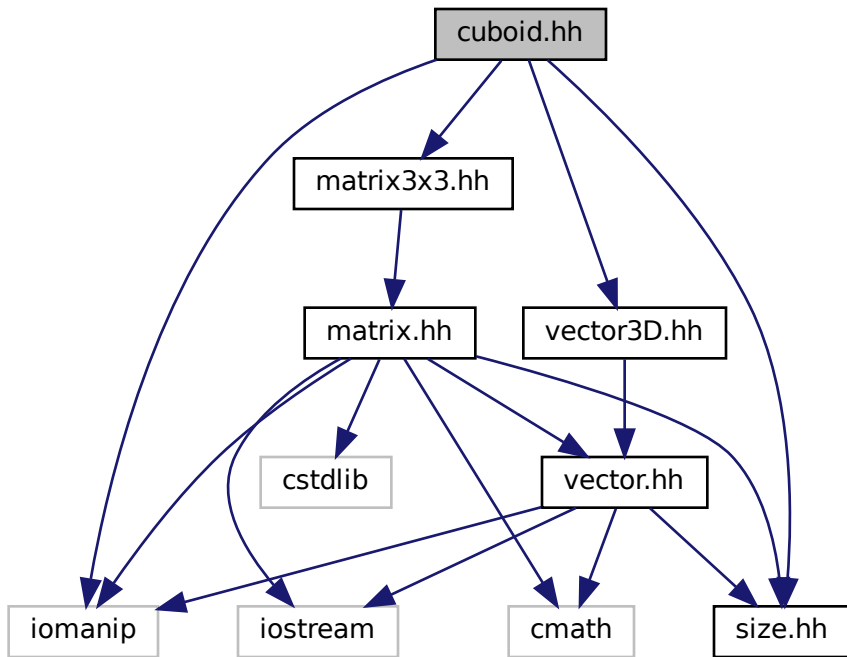 cuboid.hh
matrix3x3.hh
matrix.hh
vector3D.hh
cstdlib
vector.hh
iomanip
iostream
cmath
size.hh